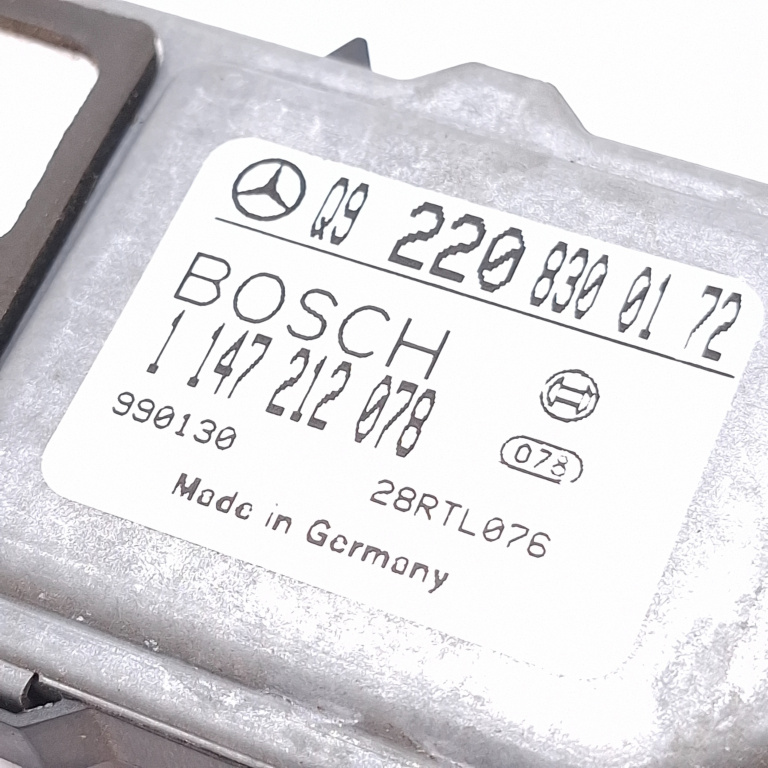 Q9 220 830 01 72
BOSCH
1 147 212 078
078
990130
28RTL076
Made in Germany